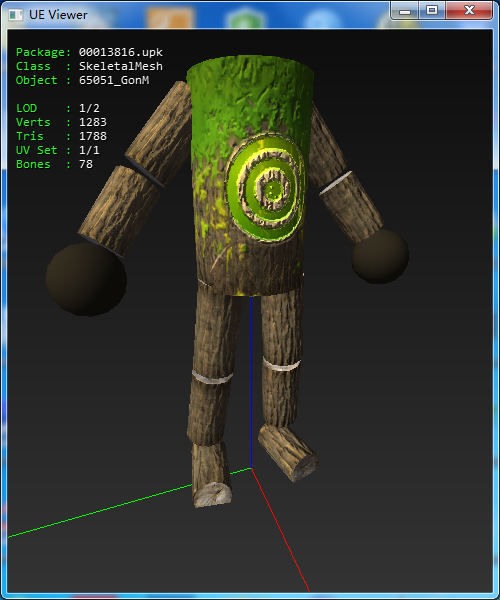 UE Viewer
Package: 00013816.upk
Class : SkeletalMesh
Object : 65051_GonM
LOD : 1/2
Verts : 1283
Tris : 1788
UV Set : 1/1
Bones : 78